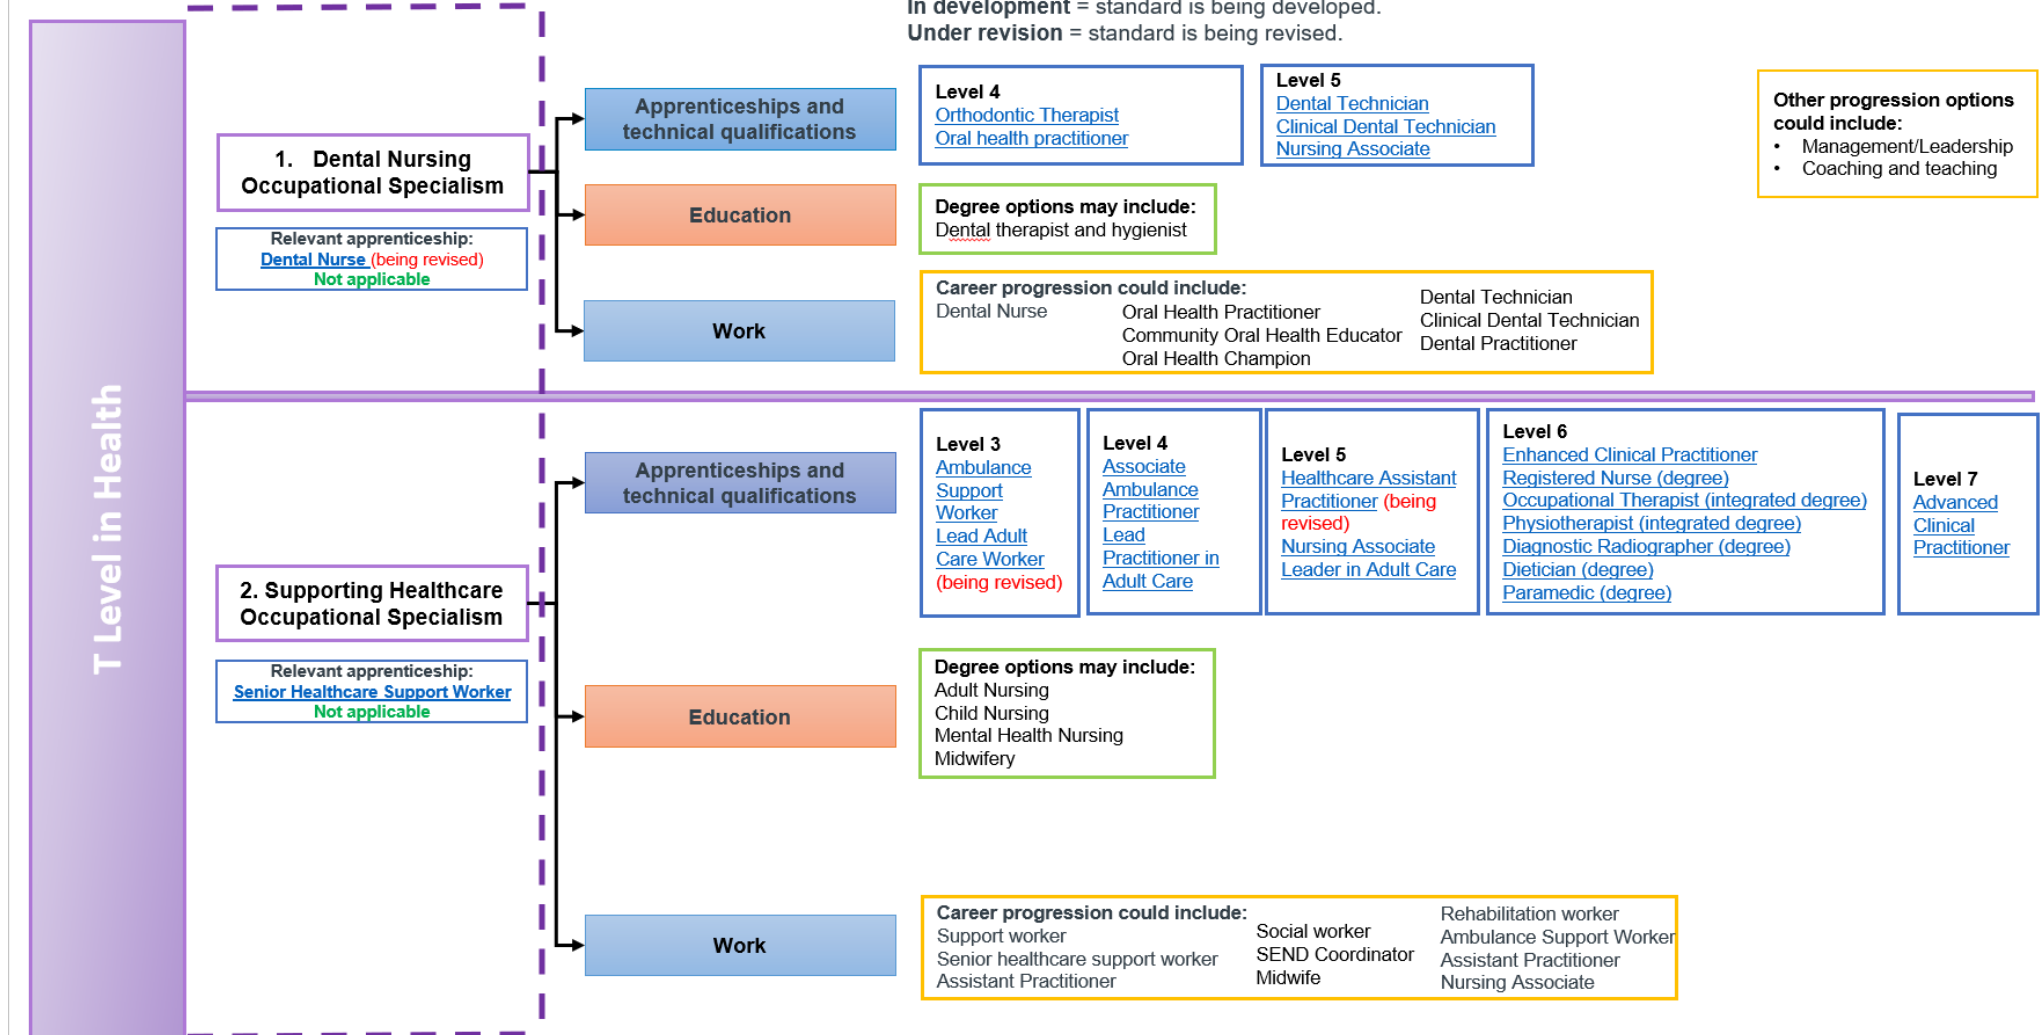 In development = standard is being developed.
Under revision = standard is being revised.
T Level in Health
1. Dental Nursing
Occupational Specialism
Relevant apprenticeship:
Dental Nurse (being revised)
Not applicable
Apprenticeships and
technical qualifications
Level 4
Orthodontic Therapist
Oral health practitioner
Level 5
Dental Technician
Clinical Dental Technician
Nursing Associate
Other progression options
could include:
• Management/Leadership
• Coaching and teaching
Education
Degree options may include:
Dental therapist and hygienist
Work
Career progression could include:
Dental Nurse
Oral Health Practitioner
Community Oral Health Educator
Oral Health Champion
Dental Technician
Clinical Dental Technician
Dental Practitioner
2. Supporting Healthcare
Occupational Specialism
Relevant apprenticeship:
Senior Healthcare Support Worker
Not applicable
Apprenticeships and
technical qualifications
Level 3
Ambulance
Support
Worker
Lead Adult
Care Worker
(being revised)
Level 4
Associate
Ambulance
Practitioner
Lead
Practitioner in
Adult Care
Level 5
Healthcare Assistant
Practitioner (being
revised)
Nursing Associate
Leader in Adult Care
Level 6
Enhanced Clinical Practitioner
Registered Nurse (degree)
Occupational Therapist (integrated degree)
Physiotherapist (integrated degree)
Diagnostic Radiographer (degree)
Dietician (degree)
Paramedic (degree)
Level 7
Advanced
Clinical
Practitioner
Education
Degree options may include:
Adult Nursing
Child Nursing
Mental Health Nursing
Midwifery
Work
Career progression could include:
Support worker
Senior healthcare support worker
Assistant Practitioner
Social worker
SEND Coordinator
Midwife
Rehabilitation worker
Ambulance Support Worker
Assistant Practitioner
Nursing Associate